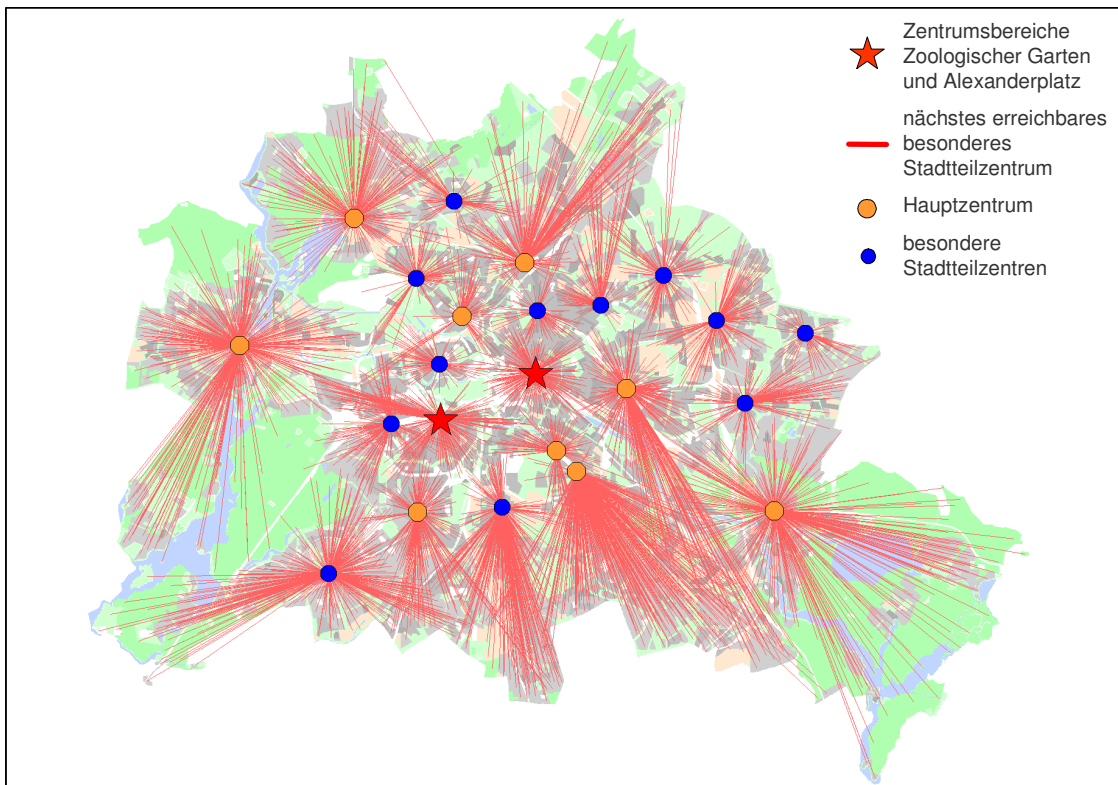 Zentrumsbereiche
Zoologischer Garten
und Alexanderplatz
nächstes erreichbares
besonderes
Stadtteilzentrum
Hauptzentrum
besondere
Stadtteilzentren